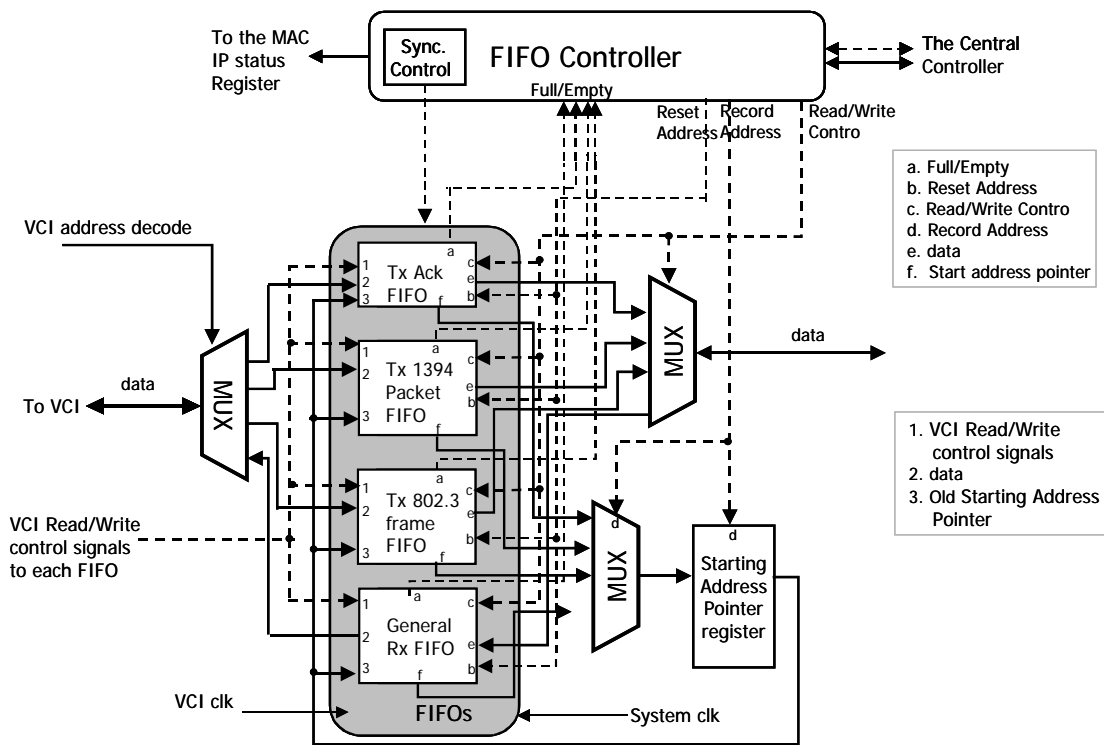 To the MAC
IP status
Register
Sync.
Control
FIFO Controller
Full/Empty
The Central
Controller
Reset
Address
Record
Address
Read/Write
Contro
a. Full/Empty
b. Reset Address
c. Read/Write Contro
d. Record Address
e. data
f. Start address pointer
VCI address decode
a
1
2
3
Tx Ack
FIFO
c
e
b
f
MUX
data
To VCI
a
1
2
3
Tx 1394
Packet
FIFO
c
e
b
f
MUX
data
1. VCI Read/Write
control signals
2. data
3. Old Starting Address
Pointer
VCI Read/Write
control signals
to each FIFO
a
1
2
3
Tx 802.3
frame
FIFO
c
e
b
f
d
MUX
d
Starting
Address
Pointer
register
a
1
2
3
General
Rx FIFO
c
e
b
f
VCI clk
FIFOs
System clk